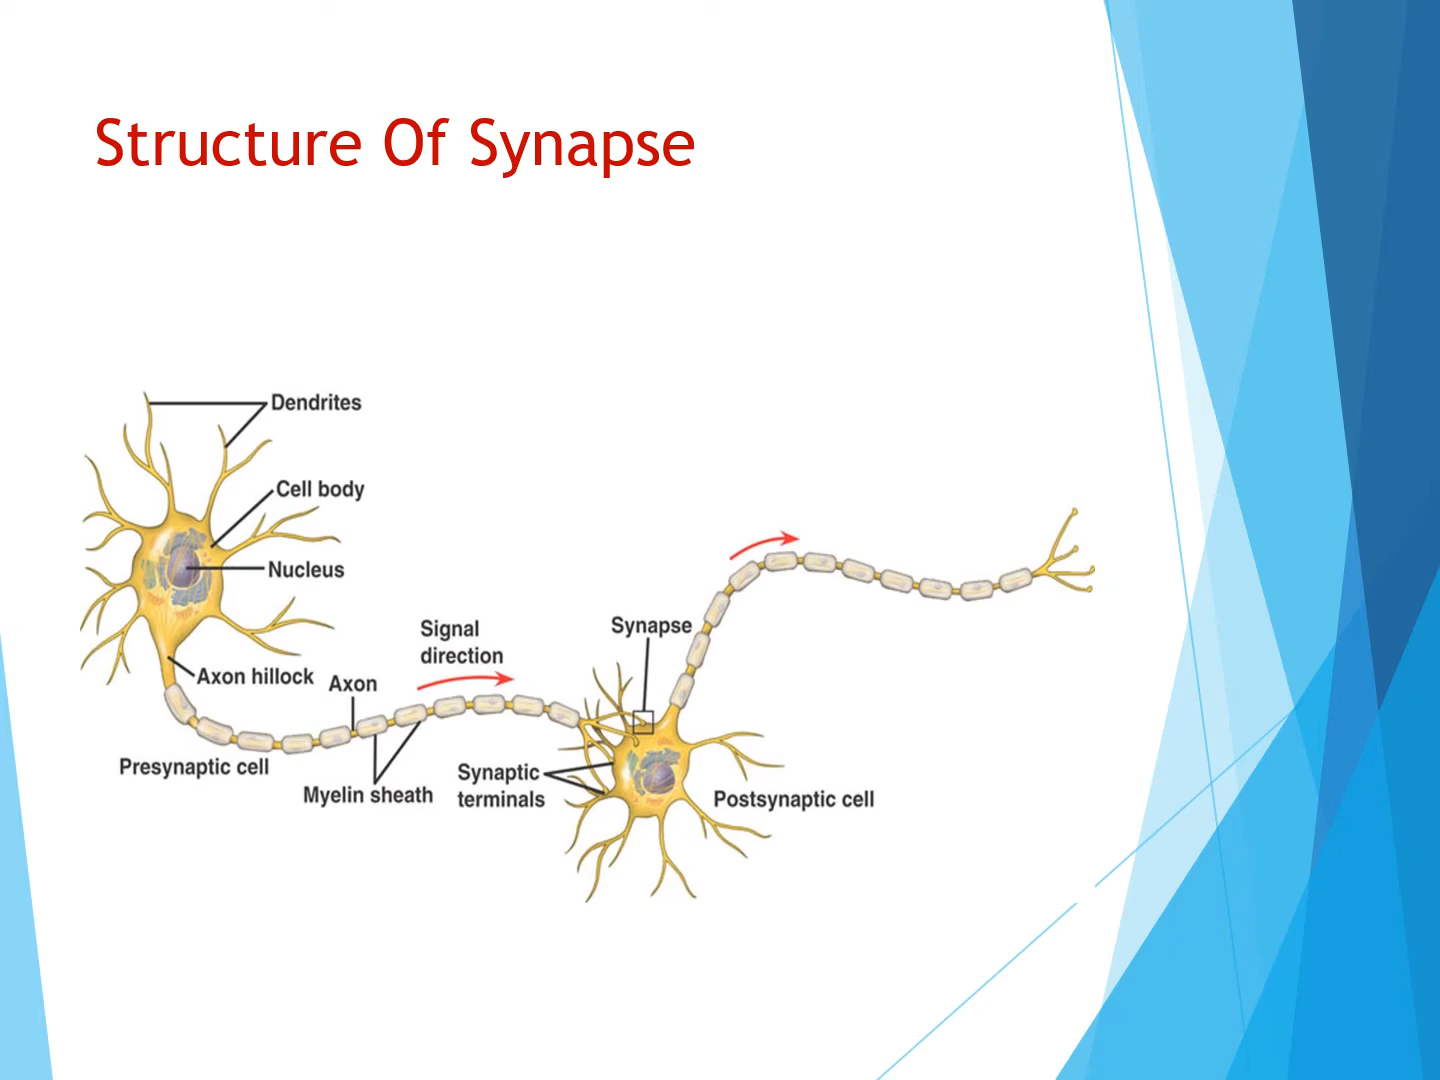 Structure Of Synapse
Dendrites
Cell body
Nucleus
Axon hillock
Axon
Signal
direction
Synapse
Presynaptic cell
Myelin sheath
Synaptic
terminals
Postsynaptic cell